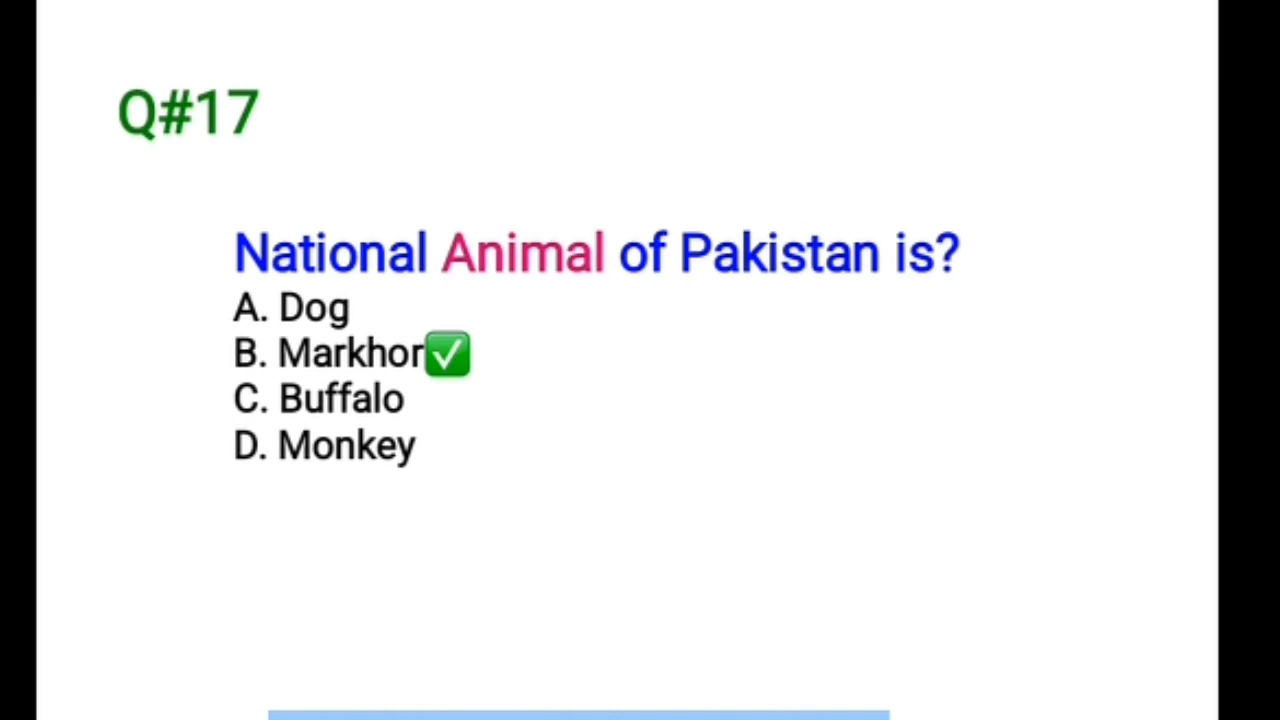 Q#17
National Animal of Pakistan is?
A. Dog
B. Markhor✅
C. Buffalo
D. Monkey